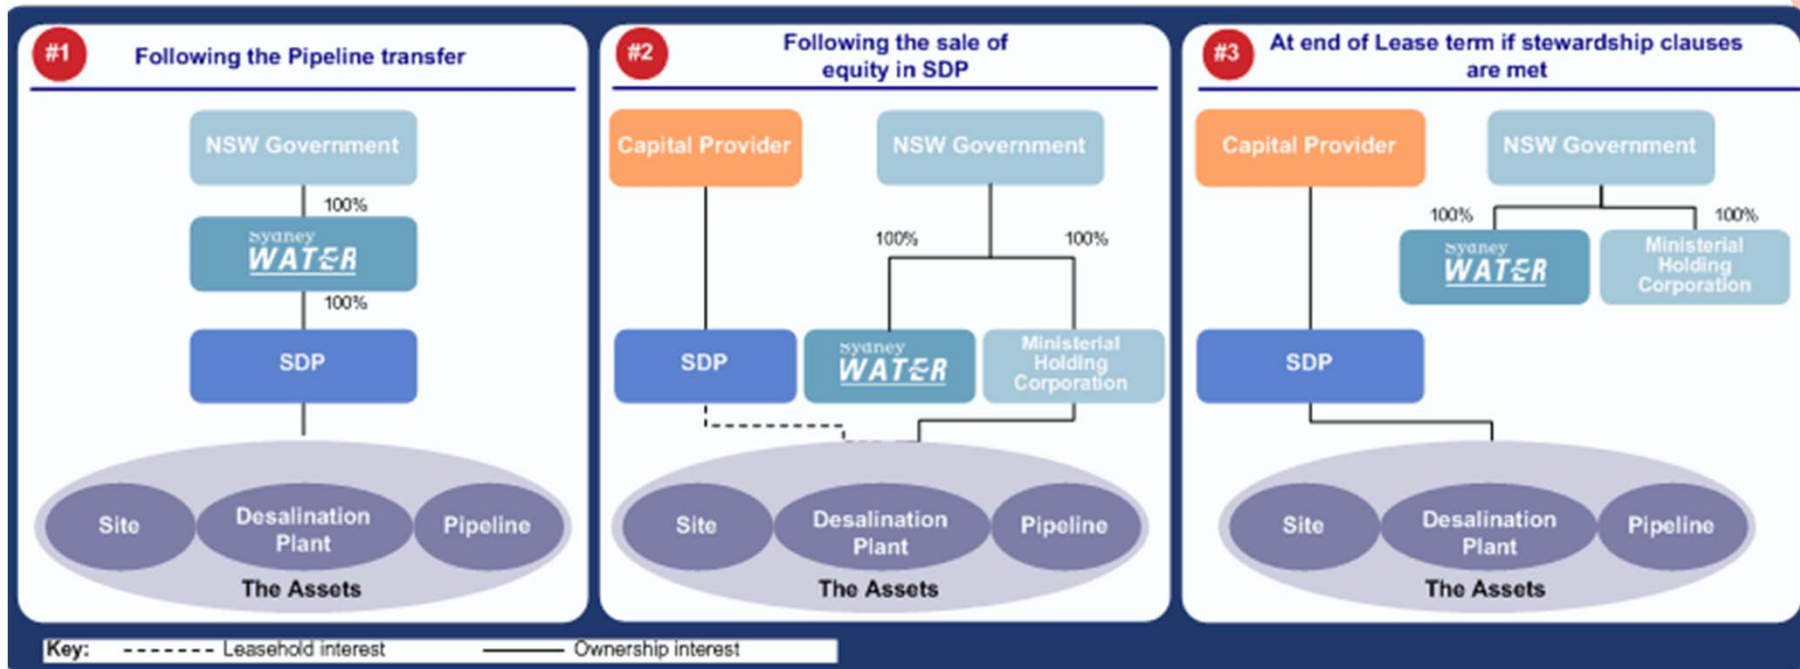 #1
Following the Pipeline transfer
NSW Government
100%
Sydney
WATER
100%
SDP
Site
Desalination
Plant
Pipeline
The Assets
#2
Following the sale of
equity in SDP
Capital Provider
NSW Government
100%
100%
SDP
Sydney
WATER
Ministerial
Holding
Corporation
Site
Desalination
Plant
Pipeline
The Assets
#3
At end of Lease term if stewardship clauses
are met
Capital Provider
NSW Government
100%
100%
Sydney
WATER
Ministerial
Holding
Corporation
SDP
Site
Desalination
Plant
Pipeline
The Assets
Key:
Leasehold interest
Ownership interest